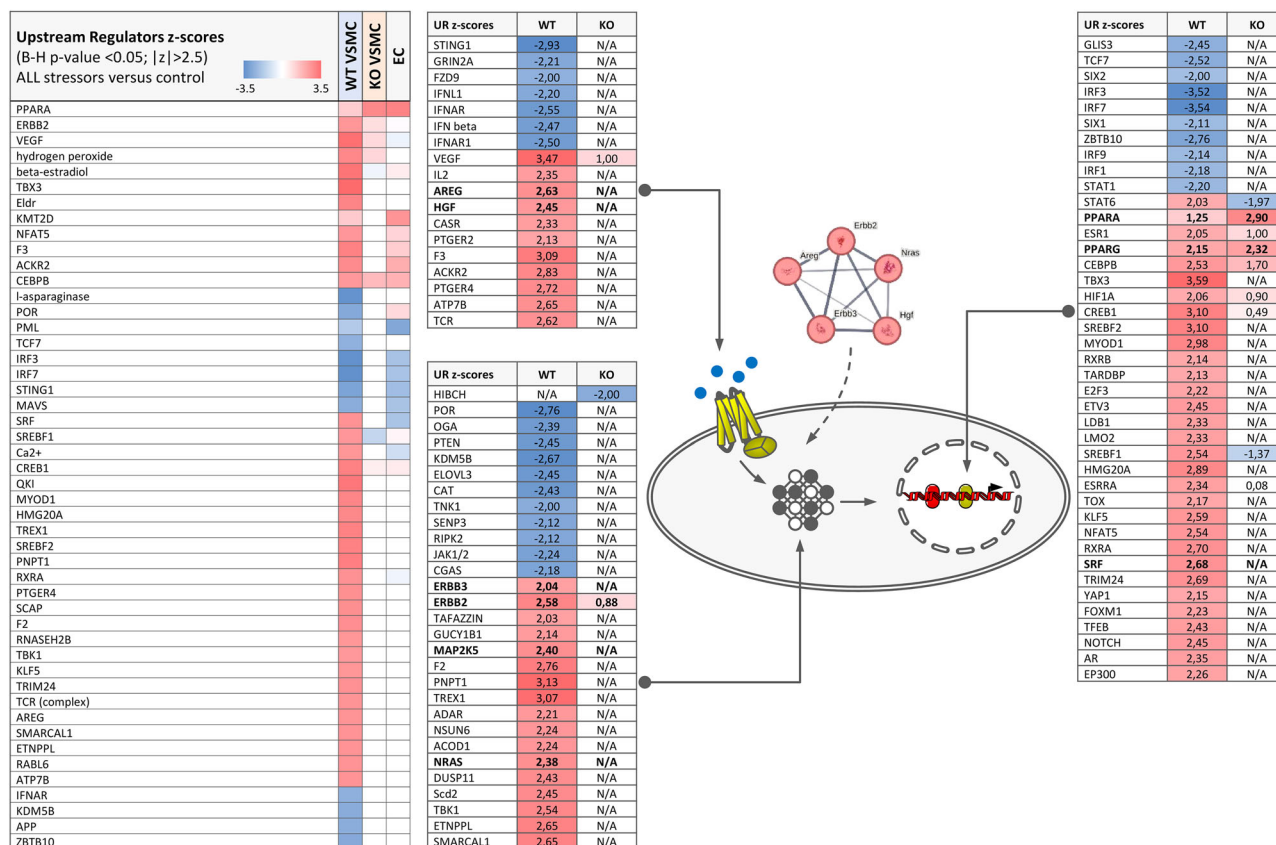 Upstream Regulators z-scores
(B-H p-value <0.05; |z|>2.5)
ALL stressors versus control
-3.5 3.5
WT VSMC
KO VSMC
EC
PPARA
ERBB2
VEGF
hydrogen peroxide
beta-estradiol
TBX3
Eldr
KMT2D
NFAT5
F3
ACKR2
CEBPB
l-asparaginase
POR
PML
TCF7
IRF3
IRF7
STING1
MAVS
SRF
SREBF1
Ca2+
CREB1
QKI
MYOD1
HMG20A
TREX1
SREBF2
PNPT1
RXRA
PTGER4
SCAP
F2
RNASEH2B
TBK1
KLF5
TRIM24
TCR (complex)
AREG
SMARCAL1
ETNPPL
RABL6
ATP7B
IFNAR
KDM5B
APP
ZBTB10
UR z-scores WT KO
STING1 -2,93 N/A
GRIN2A -2,21 N/A
FZD9 -2,00 N/A
IFNL1 -2,20 N/A
IFNAR -2,55 N/A
IFN beta -2,47 N/A
IFNAR1 -2,50 N/A
VEGF 3,47 1,00
IL2 2,35 N/A
AREG 2,63 N/A
HGF 2,45 N/A
CASR 2,33 N/A
PTGER2 2,13 N/A
F3 3,09 N/A
ACKR2 2,83 N/A
PTGER4 2,72 N/A
ATP7B 2,65 N/A
TCR 2,62 N/A
UR z-scores WT KO
HIBCH N/A -2,00
POR -2,76 N/A
OGA -2,39 N/A
PTEN -2,45 N/A
KDM5B -2,67 N/A
ELOVL3 -2,45 N/A
CAT -2,43 N/A
TNK1 -2,00 N/A
SENP3 -2,12 N/A
RIPK2 -2,12 N/A
JAK1/2 -2,24 N/A
CGAS -2,18 N/A
ERBB3 2,04 N/A
ERBB2 2,58 0,88
TAFAZZIN 2,03 N/A
GUCY1B1 2,14 N/A
MAP2K5 2,40 N/A
F2 2,76 N/A
PNPT1 3,13 N/A
TREX1 3,07 N/A
ADAR 2,21 N/A
NSUN6 2,24 N/A
ACOD1 2,24 N/A
NRAS 2,38 N/A
DUSP11 2,43 N/A
Scd2 2,45 N/A
TBK1 2,54 N/A
ETNPPL 2,65 N/A
SMARCAL1 2,65 N/A
Erbb2
Areg
Nras
Erbb3
Hgf
UR z-scores WT KO
GLIS3 -2,45 N/A
TCF7 -2,52 N/A
SIX2 -2,00 N/A
IRF3 -3,52 N/A
IRF7 -3,54 N/A
SIX1 -2,11 N/A
ZBTB10 -2,76 N/A
IRF9 -2,14 N/A
IRF1 -2,18 N/A
STAT1 -2,20 N/A
STAT6 2,03 -1,97
PPARA 1,25 2,90
ESR1 2,05 1,00
PPARG 2,15 2,32
CEBPB 2,53 1,70
TBX3 3,59 N/A
HIF1A 2,06 0,90
CREB1 3,10 0,49
SREBF2 3,10 N/A
MYOD1 2,98 N/A
RXRB 2,14 N/A
TARDBP 2,13 N/A
E2F3 2,22 N/A
ETV3 2,45 N/A
LDB1 2,33 N/A
LMO2 2,33 N/A
SREBF1 2,54 -1,37
HMG20A 2,89 N/A
ESRRA 2,34 0,08
TOX 2,17 N/A
KLF5 2,59 N/A
NFAT5 2,54 N/A
RXRA 2,70 N/A
SRF 2,68 N/A
TRIM24 2,69 N/A
YAP1 2,15 N/A
FOXM1 2,23 N/A
TFEB 2,43 N/A
NOTCH 2,45 N/A
AR 2,35 N/A
EP300 2,26 N/A